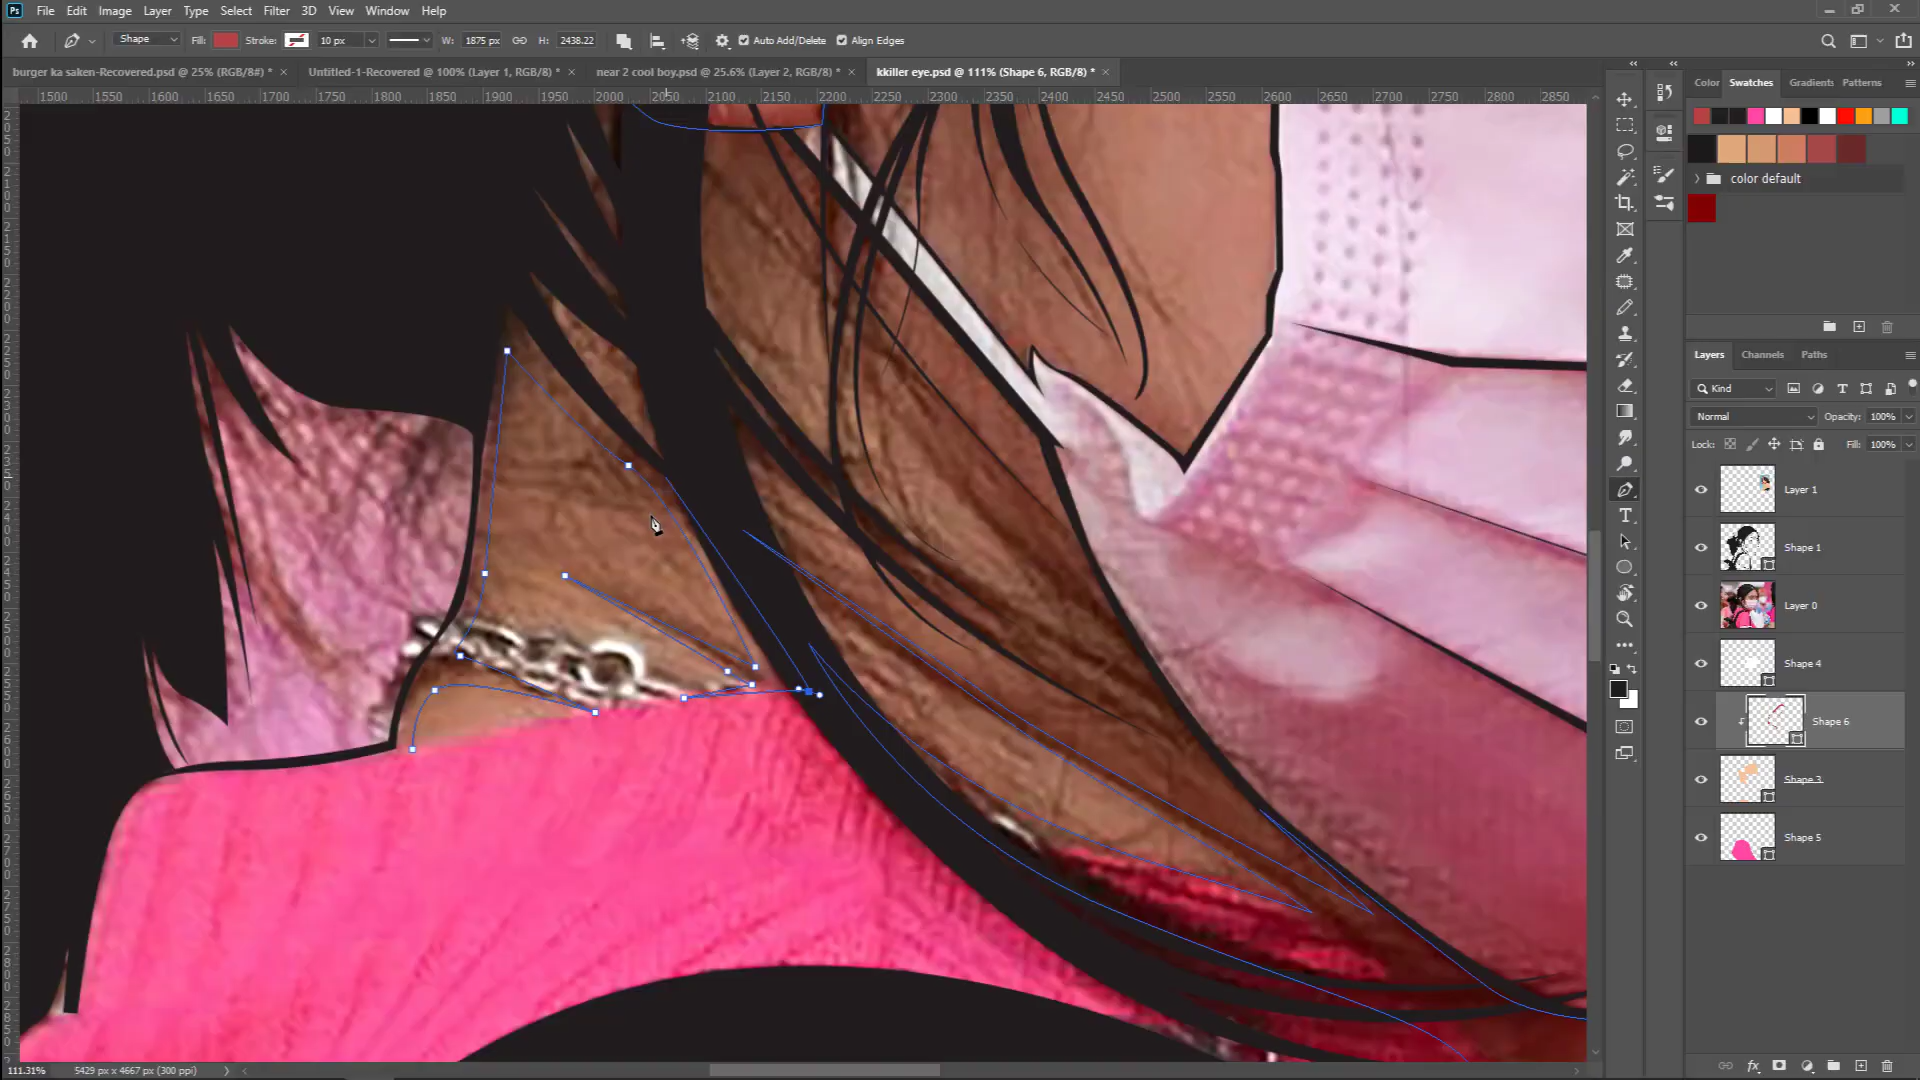 Ps File Edit Image Layer Type Select Filter 3D View Window Help
Shape Fill: Stroke: 10 px W: 1875 px H: 2438.22 Auto Add/Delete Align Edges
burger ka saken-Recovered.psd @ 25% (RGB/8#) * × Untitled-1-Recovered @ 100% (Layer 1, RGB/8) * × near 2 cool boy.psd @ 25.6% (Layer 2, RGB/8) * × kkiller eye.psd @ 111% (Shape 6, RGB/8) * ×
1500 1550 1600 1650 1700 1750 1800 1850 1900 1950 2000 2050 2100 2150 2200 2250 2300 2350 2400 2450 2500 2550 2600 2650 2700 2750 2800 2850
Color Swatches Gradients Patterns
color default
Layers Channels Paths
Kind
Normal Opacity: 100%
Lock: Fill: 100%
Layer 1
Shape 1
Layer 0
Shape 4
Shape 6
Shape 3
Shape 5
111.31% 5429 px x 4667 px (300 ppi)